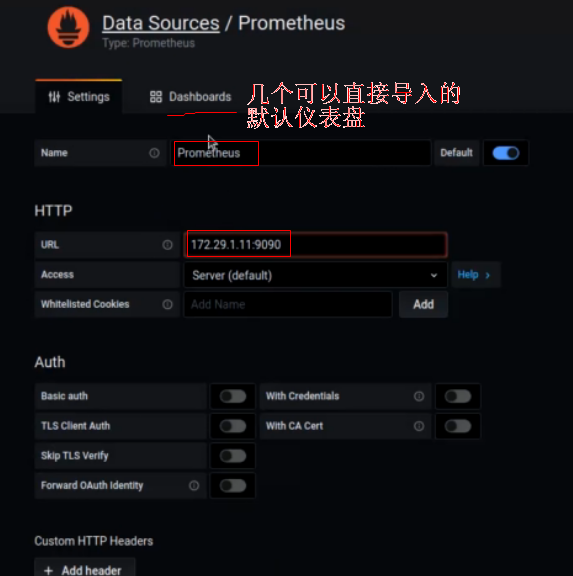 Data Sources / Prometheus
Type: Prometheus
Settings
Dashboards
几个可以直接导入的
默认仪表盘
Name
Prometheus
Default
HTTP
URL
172.29.1.11:9090
Access
Server (default)
Help ›
Whitelisted Cookies
Add Name
Add
Auth
Basic auth
With Credentials
TLS Client Auth
With CA Cert
Skip TLS Verify
Forward OAuth Identity
Custom HTTP Headers
+ Add header